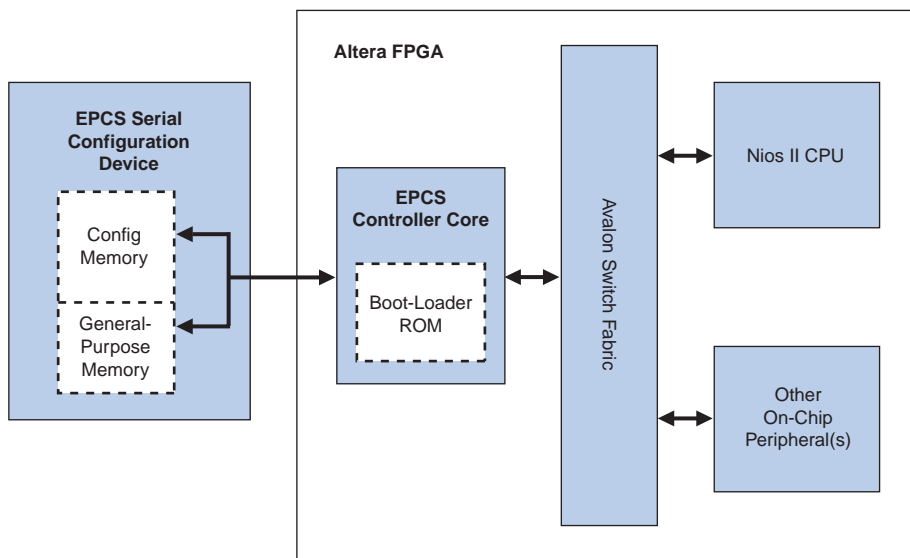 Altera FPGA
EPCS Serial
Configuration
Device
Config
Memory
General-
Purpose
Memory
EPCS
Controller Core
Boot-Loader
ROM
Avalon Switch Fabric
Nios II CPU
Other
On-Chip
Peripheral(s)